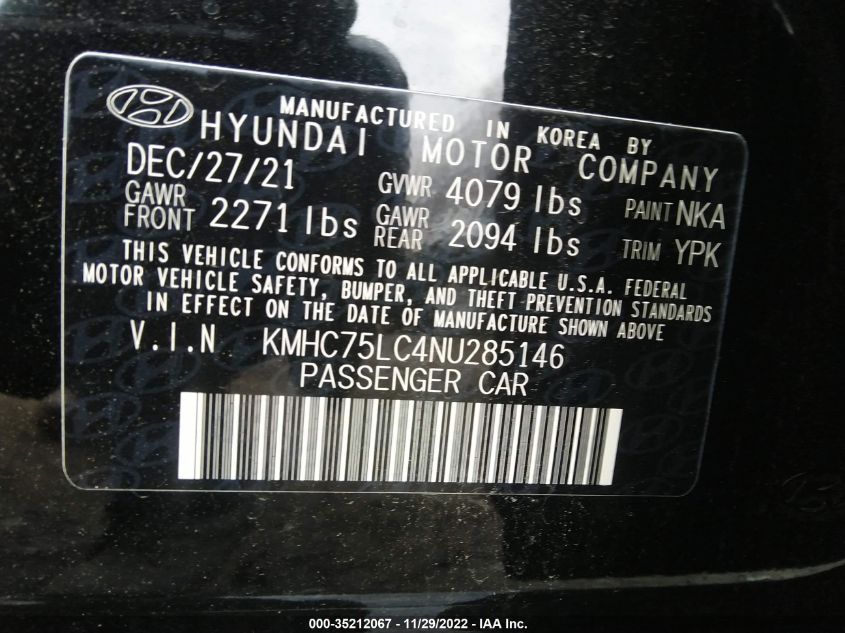 MANUFACTURED IN KOREA BY
HYUNDAI MOTOR COMPANY
DEC/27/21 GVWR 4079 lbs PAINT NKA
GAWR FRONT 2271 lbs GAWR REAR 2094 lbs TRIM YPK
THIS VEHICLE CONFORMS TO ALL APPLICABLE U.S.A. FEDERAL
MOTOR VEHICLE SAFETY, BUMPER, AND THEFT PREVENTION STANDARDS
IN EFFECT ON THE DATE OF MANUFACTURE SHOWN ABOVE
V.I.N KMHC75LC4NU285146
PASSENGER CAR
000-35212067 - 11/29/2022 - IAA Inc.